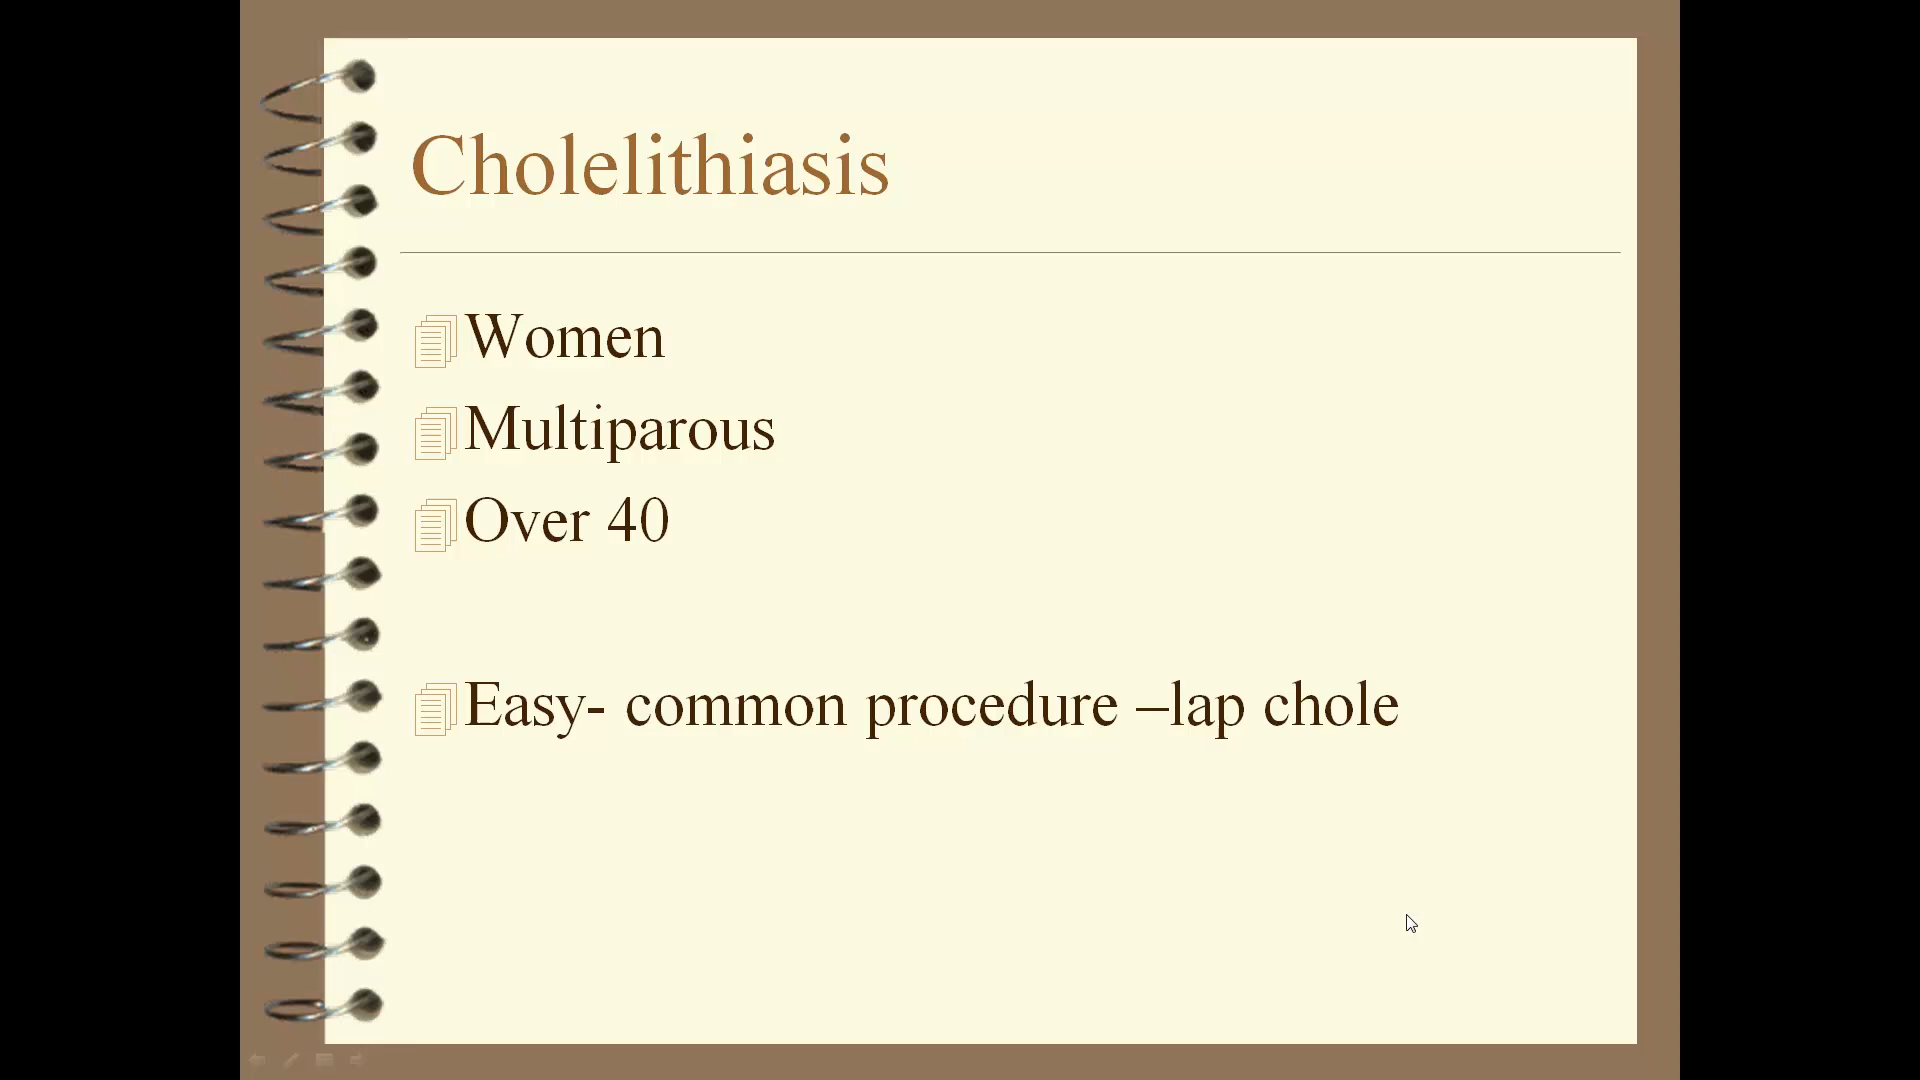 Cholelithiasis
Women
Multiparous
Over 40
Easy- common procedure –lap chole